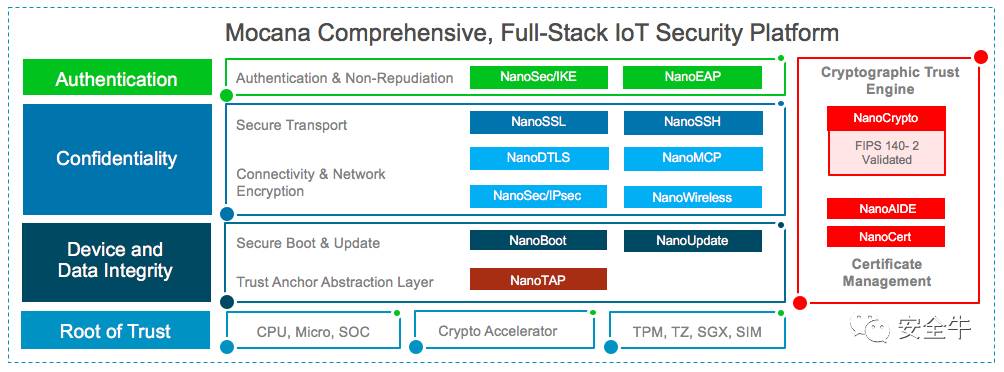 Mocana Comprehensive, Full-Stack IoT Security Platform
Authentication
Authentication & Non-Repudiation
NanoSec/IKE
NanoEAP
Confidentiality
Secure Transport
NanoSSL
NanoSSH
Connectivity & Network
Encryption
NanoDTLS
NanoMCP
NanoSec/IPsec
NanoWireless
Device and
Data Integrity
Secure Boot & Update
NanoBoot
NanoUpdate
Trust Anchor Abstraction Layer
NanoTAP
Root of Trust
CPU, Micro, SOC
Crypto Accelerator
TPM, TZ, SGX, SIM
Cryptographic Trust
Engine
NanoCrypto
FIPS 140- 2
Validated
NanoAIDE
NanoCert
Certificate
Management
安全牛